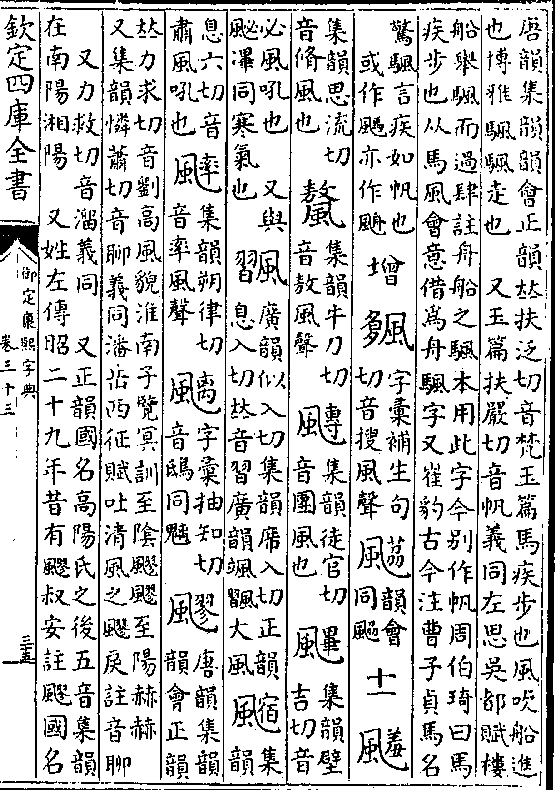 唐韻集韻韻會正韻𠀤扶泛切音梵玉篇馬疾步也風吹船進
也博雅颿颿走也 又玉篇扶嚴切音帆義同左思吳都賦樓
船舉颿而過肆註舟船之颿本用此字今别作帆周伯琦曰馬
疾步也从馬風會意借爲舟颿字又崔豹古今注曹子貞馬名
驚颿言疾如帆也
或作亦作
增
字彙補生句
切音搜風聲
韻會
同
十一
集韻思流切
音脩風也
集韻牛刀切
音敖風聲
集韻徒官切
音團風也
集韻壁
吉切音
必風吼也 又與
滭同寒氣也
飁
廣韻似入切集韻席入切正韻
息入切𠀤音習廣韻颯飁大風
集
韻
息六切音
肅風吼也
集韻朔律切
音率風聲
字彙抽知切
音鴟同魑
飂
唐韻集韻
韻會正韻
𠀤力求切音劉高風貌淮南子覽冥訓至陰飂飂至陽赫赫
又集韻憐蕭切音聊義同潘岳西征賦吐清風之飂戾註音聊
又力救切音溜義同 又正韻國名高陽氏之後五音集韻
在南陽湘陽 又姓左傳昭二十九年昔有飂叔安註飂國名
欽定四庫全書
御定康熙字典
卷三十三
三十五